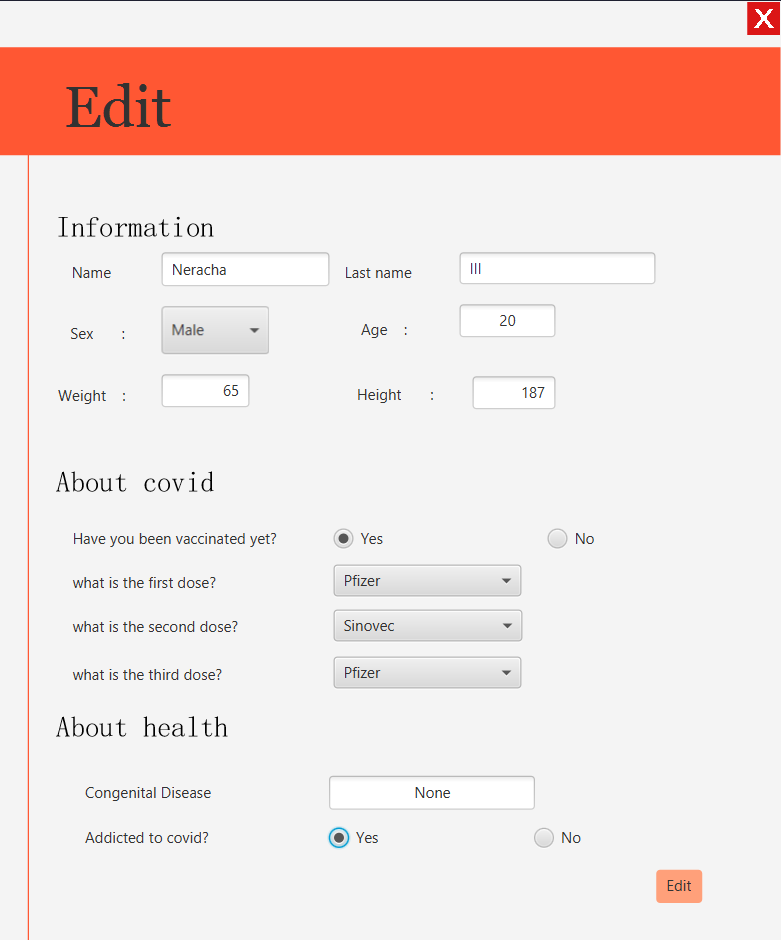 X
Edit
Information
Name Neracha Last name lll
Sex : Male Age : 20
Weight : 65 Height : 187
About covid
Have you been vaccinated yet? Yes No
what is the first dose? Pfizer
what is the second dose? Sinovec
what is the third dose? Pfizer
About health
Congenital Disease None
Addicted to covid? Yes No
Edit